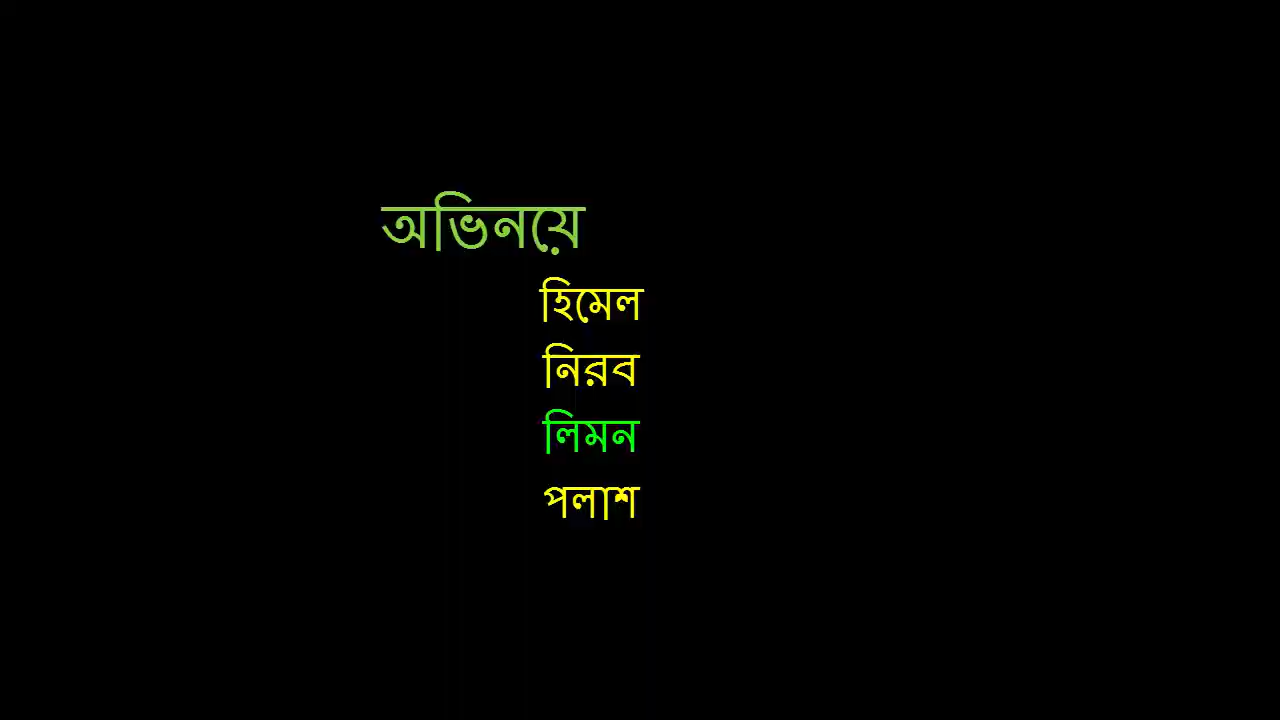 অভিনয়ে
হিমেল
নিরব
লিমন
পলাশ